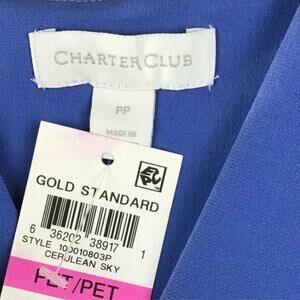 CHARTER CLUB
PP
MADE IN
GOLD STANDARD
6 36202 38917 1
STYLE 100010803P
CERULEAN SKY
PET/PET